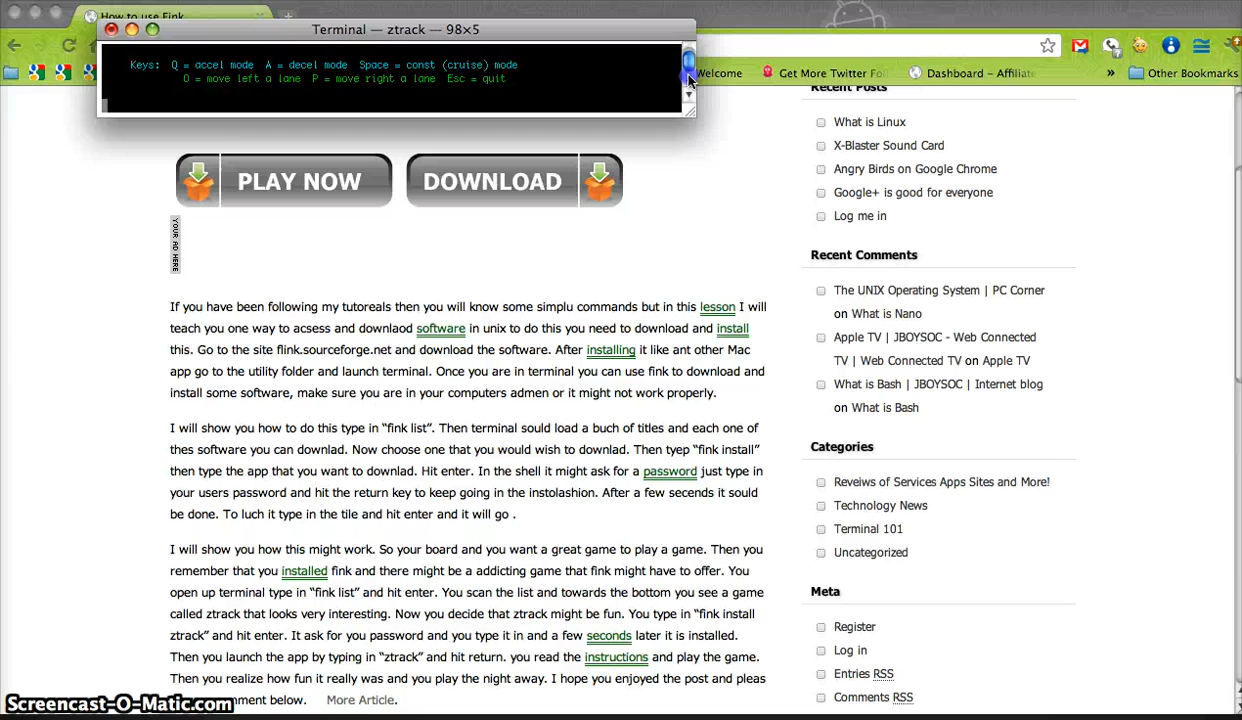 How to use Fink
Terminal — ztrack — 98×5
Keys: Q = accel mode A = decel mode Space = const (cruise) mode
O = move left a lane P = move right a lane Esc = quit
Welcome
Get More Twitter Fol
Dashboard – Affiliate
»
Other Bookmarks
PLAY NOW
DOWNLOAD
YOUR AD HERE
If you have been following my tutoreals then you will know some simplu commands but in this lesson I will
teach you one way to acsess and downlaod software in unix to do this you need to download and install
this. Go to the site flink.sourceforge.net and download the software. After installing it like ant other Mac
app go to the utility folder and launch terminal. Once you are in terminal you can use fink to download and
install some software, make sure you are in your computers admen or it might not work properly.
I will show you how to do this type in “fink list”. Then terminal sould load a buch of titles and each one of
thes software you can downlad. Now choose one that you would wish to downlad. Then tyep “fink install”
then type the app that you want to downlad. Hit enter. In the shell it might ask for a password just type in
your users password and hit the return key to keep going in the instolashion. After a few secends it sould
be done. To luch it type in the tile and hit enter and it will go .
I will show you how this might work. So your board and you want a great game to play a game. Then you
remember that you installed fink and there might be a addicting game that fink might have to offer. You
open up terminal type in “fink list” and hit enter. You scan the list and towards the bottom you see a game
called ztrack that looks very interesting. Now you decide that ztrack might be fun. You type in “fink install
ztrack” and hit enter. It ask for you password and you type it in and a few seconds later it is installed.
Then you launch the app by typing in “ztrack” and hit return. you read the instructions and play the game.
Then you realize how fun it really was and you play the night away. I hope you enjoyed the post and pleas
mment below. More Article.
Recent Posts
What is Linux
X-Blaster Sound Card
Angry Birds on Google Chrome
Google+ is good for everyone
Log me in
Recent Comments
The UNIX Operating System | PC Corner
on What is Nano
Apple TV | JBOYSOC - Web Connected
TV | Web Connected TV on Apple TV
What is Bash | JBOYSOC | Internet blog
on What is Bash
Categories
Reveiws of Services Apps Sites and More!
Technology News
Terminal 101
Uncategorized
Meta
Register
Log in
Entries RSS
Comments RSS
Screencast-O-Matic.com